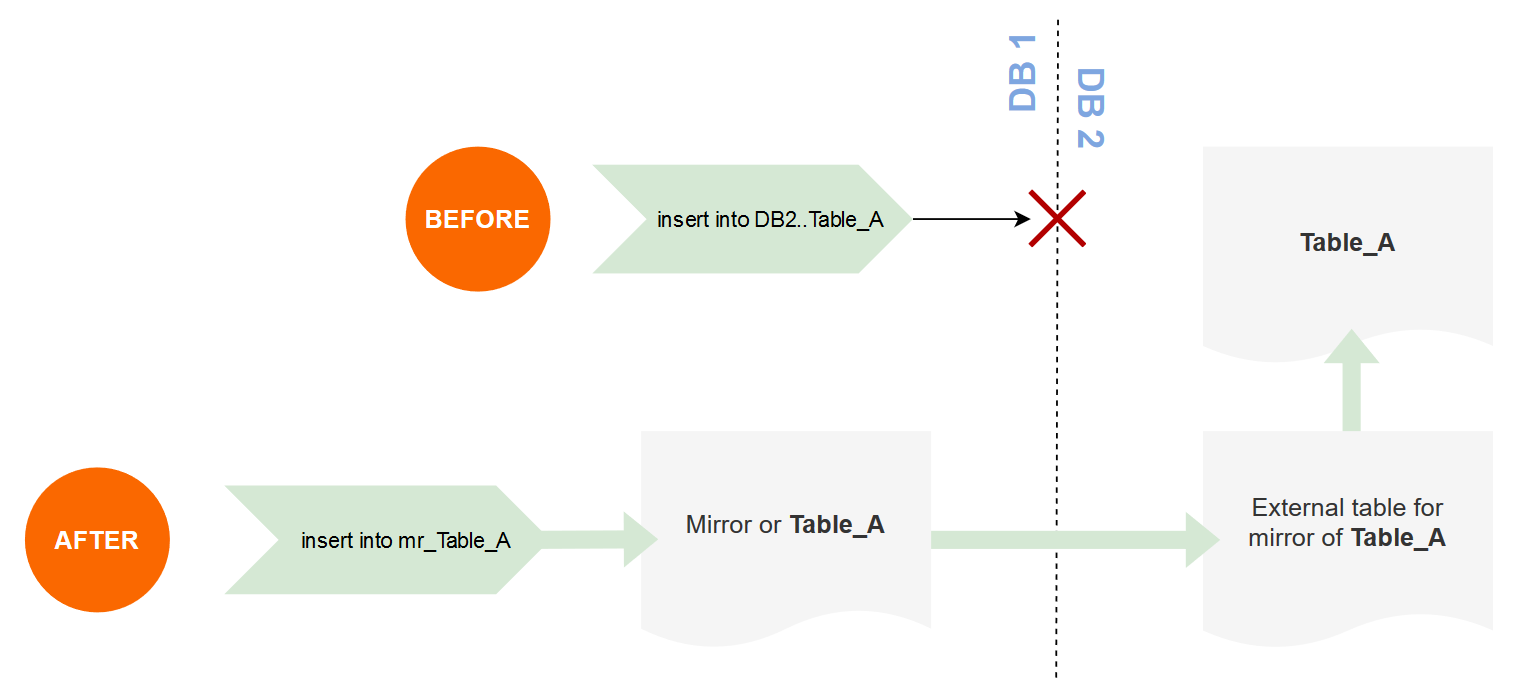 DB 1
DB 2
BEFORE
insert into DB2..Table_A
Table_A
AFTER
insert into mr_Table_A
Mirror or Table_A
External table for
mirror of Table_A